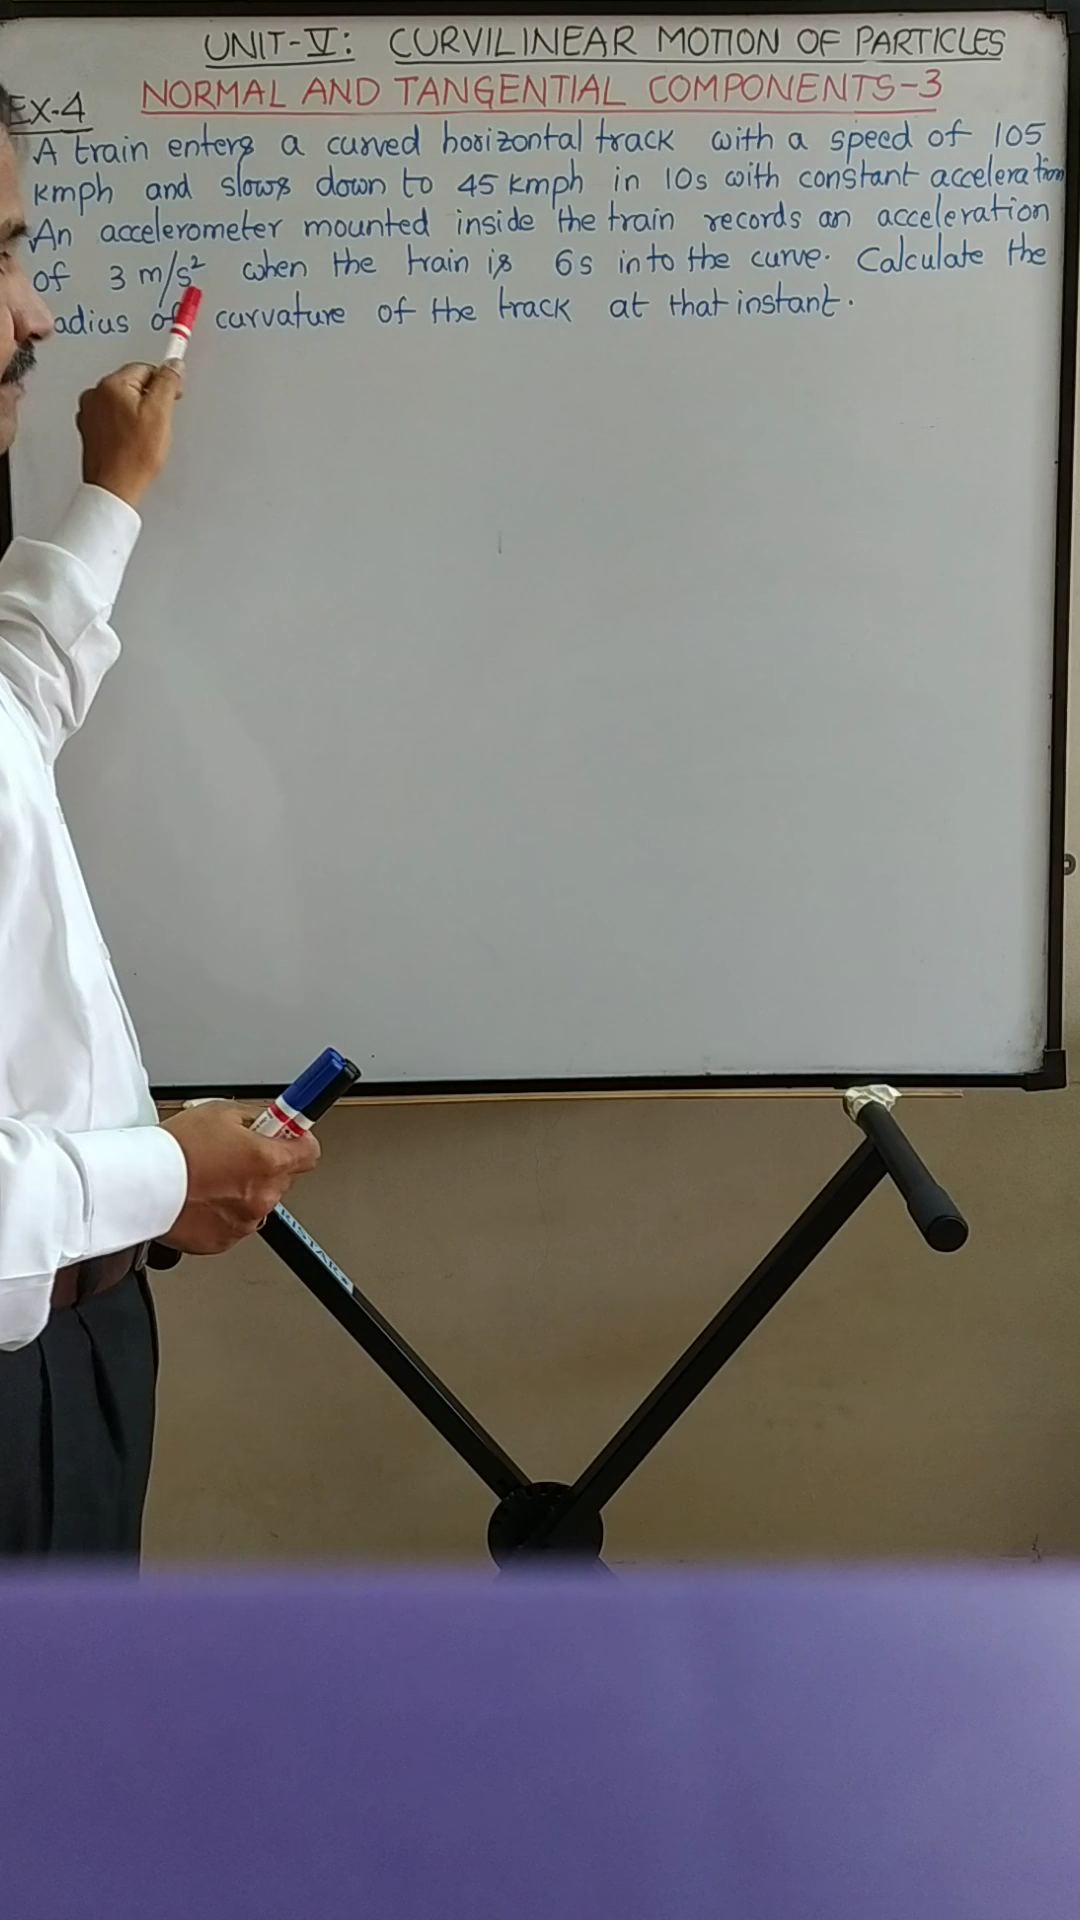 UNIT-V: CURVILINEAR MOTION OF PARTICLES
NORMAL AND TANGENTIAL COMPONENTS-3
EX-4
A train enters a curved horizontal track with a speed of 105
kmph and slows down to 45 kmph in 10s with constant acceleration
An accelerometer mounted inside the train records an acceleration
of 3 m/s² when the train is 6s into the curve. Calculate the
adius of curvature of the track at that instant.